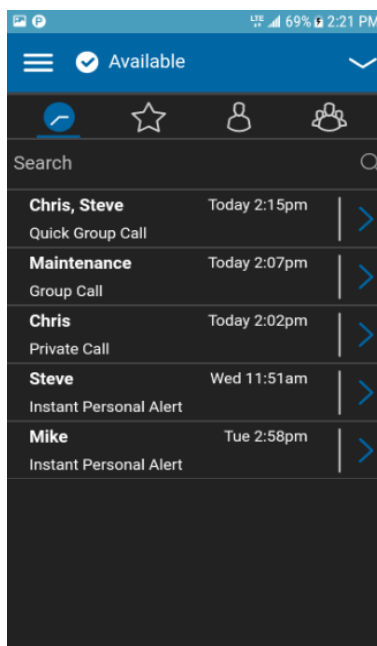 LTE 69% 2:21 PM
Available
Search
Chris, Steve Today 2:15pm
Quick Group Call
Maintenance Today 2:07pm
Group Call
Chris Today 2:02pm
Private Call
Steve Wed 11:51am
Instant Personal Alert
Mike Tue 2:58pm
Instant Personal Alert